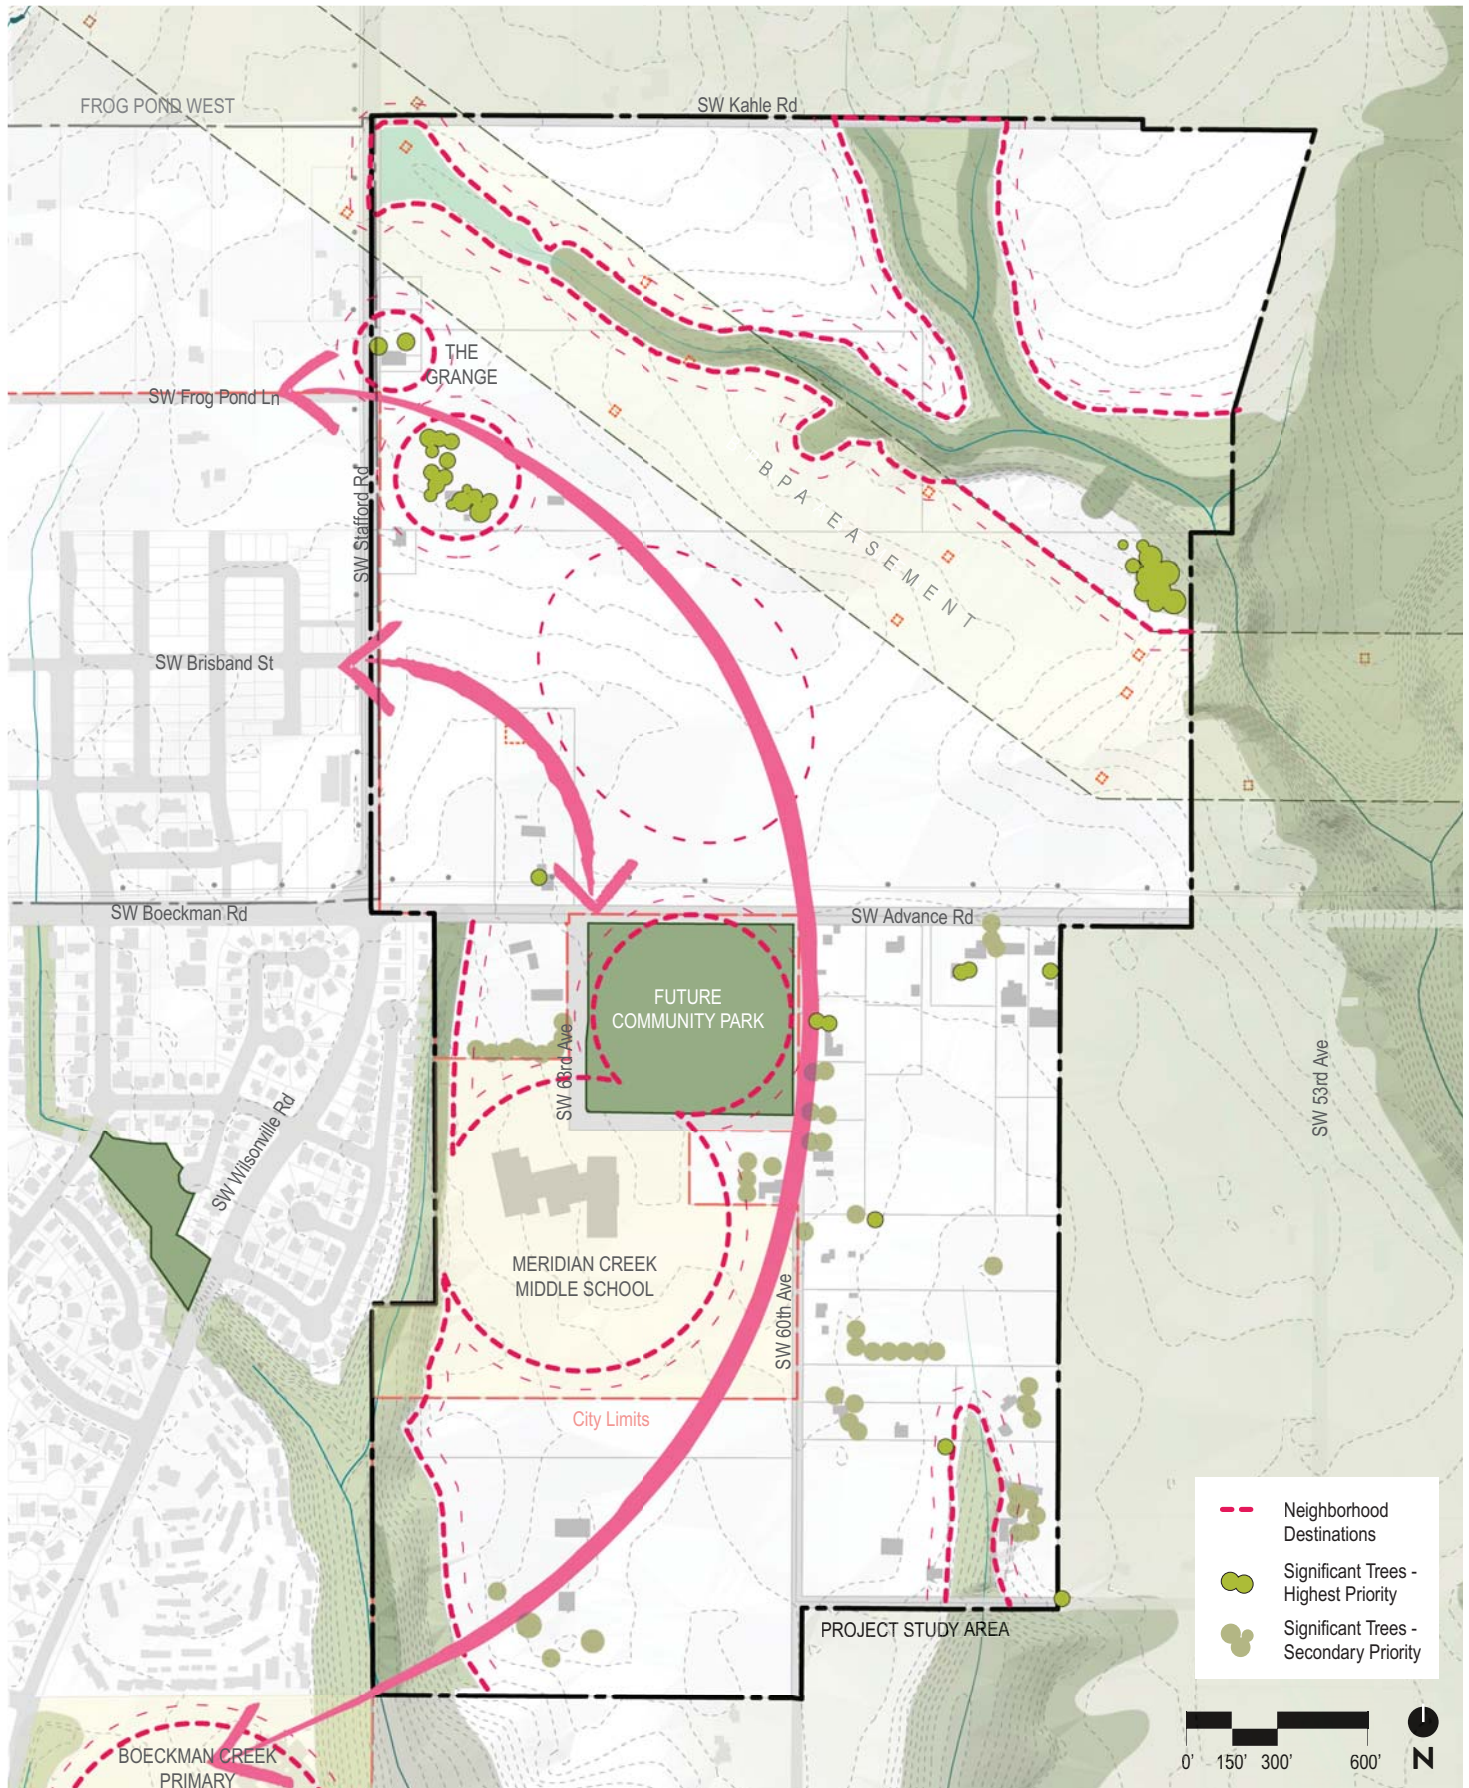 FROG POND WEST
SW Kahle Rd
THE
GRANGE
SW Frog Pond Ln
SW Stafford Rd
BPA EASEMENT
SW Brisband St
SW Boeckman Rd
SW Advance Rd
FUTURE
COMMUNITY PARK
SW 63rd Ave
SW 53rd Ave
SW Wilsonville Rd
MERIDIAN CREEK
MIDDLE SCHOOL
SW 60th Ave
City Limits
Neighborhood
Destinations
Significant Trees -
Highest Priority
Significant Trees -
Secondary Priority
PROJECT STUDY AREA
BOECKMAN CREEK
PRIMARY
0' 150' 300' 600'
N